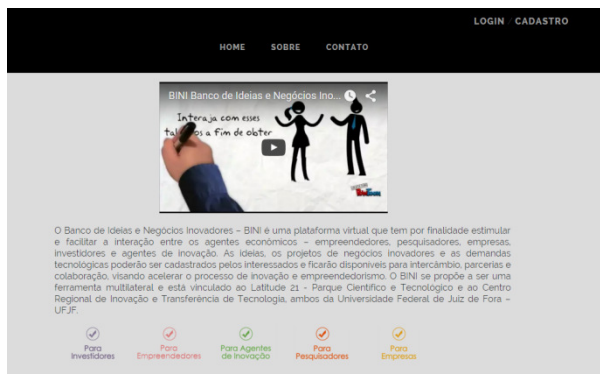 LOGIN / CADASTRO
HOME SOBRE CONTATO
BINI Banco de Ideias e Negócios Ino...
Interaja com esses
a fim de obter
O Banco de Ideias e Negócios Inovadores – BINI é uma plataforma virtual que tem por finalidade estimular
e facilitar a interação entre os agentes econômicos – empreendedores, pesquisadores, empresas,
investidores e agentes de inovação. As ideias, os projetos de negócios inovadores e as demandas
tecnológicas poderão ser cadastrados pelos interessados e ficarão disponíveis para intercâmbio, parcerias e
colaboração, visando acelerar o processo de inovação e empreendedorismo. O BINI se propõe a ser uma
ferramenta multilateral e está vinculado ao Latitude 21 - Parque Científico e Tecnológico e ao Centro
Regional de Inovação e Transferência de Tecnologia, ambos da Universidade Federal de Juiz de Fora –
UFJF.
Para Investidores
Para Empreendedores
Para Agentes de Inovação
Para Pesquisadores
Para Empresas